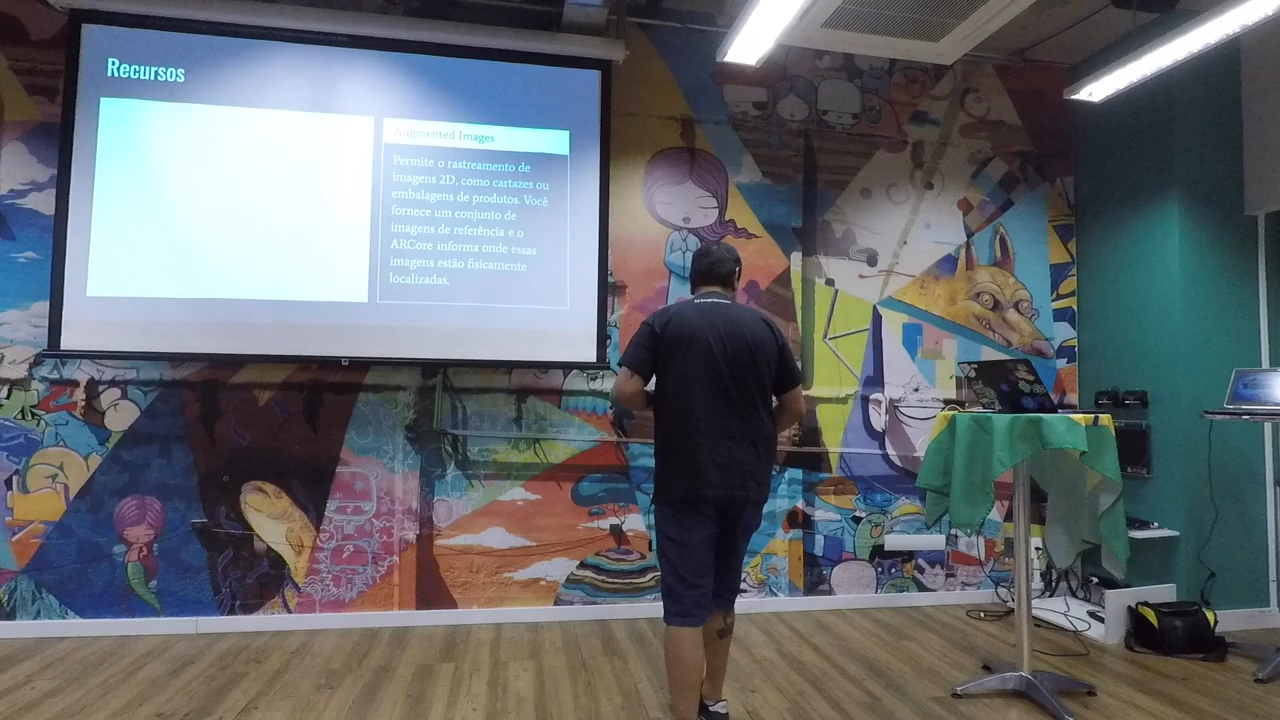 Recursos
Augmented Images
Permite o rastreamento de
imagens 2D, como cartazes ou
embalagens de produtos. Você
fornece um conjunto de
imagens de referência e o
ARCore informa onde essas
imagens estão fisicamente
localizadas.